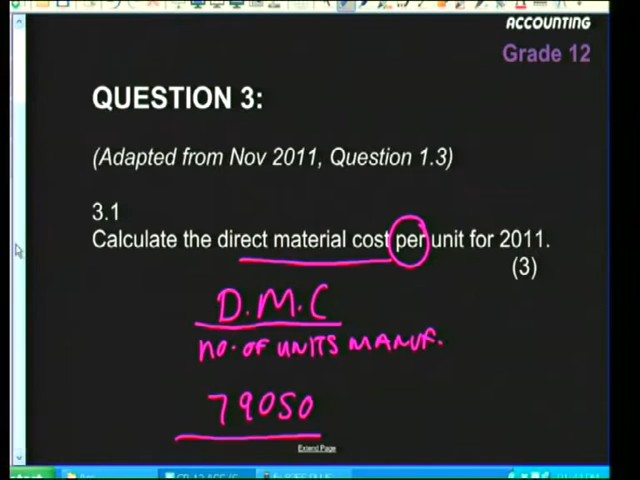 ACCOUNTING
Grade 12
QUESTION 3:
(Adapted from Nov 2011, Question 1.3)
3.1
Calculate the direct material cost per unit for 2011.
(3)
D.M.C
NO. OF UNITS MANUF.
79050
Extend Page